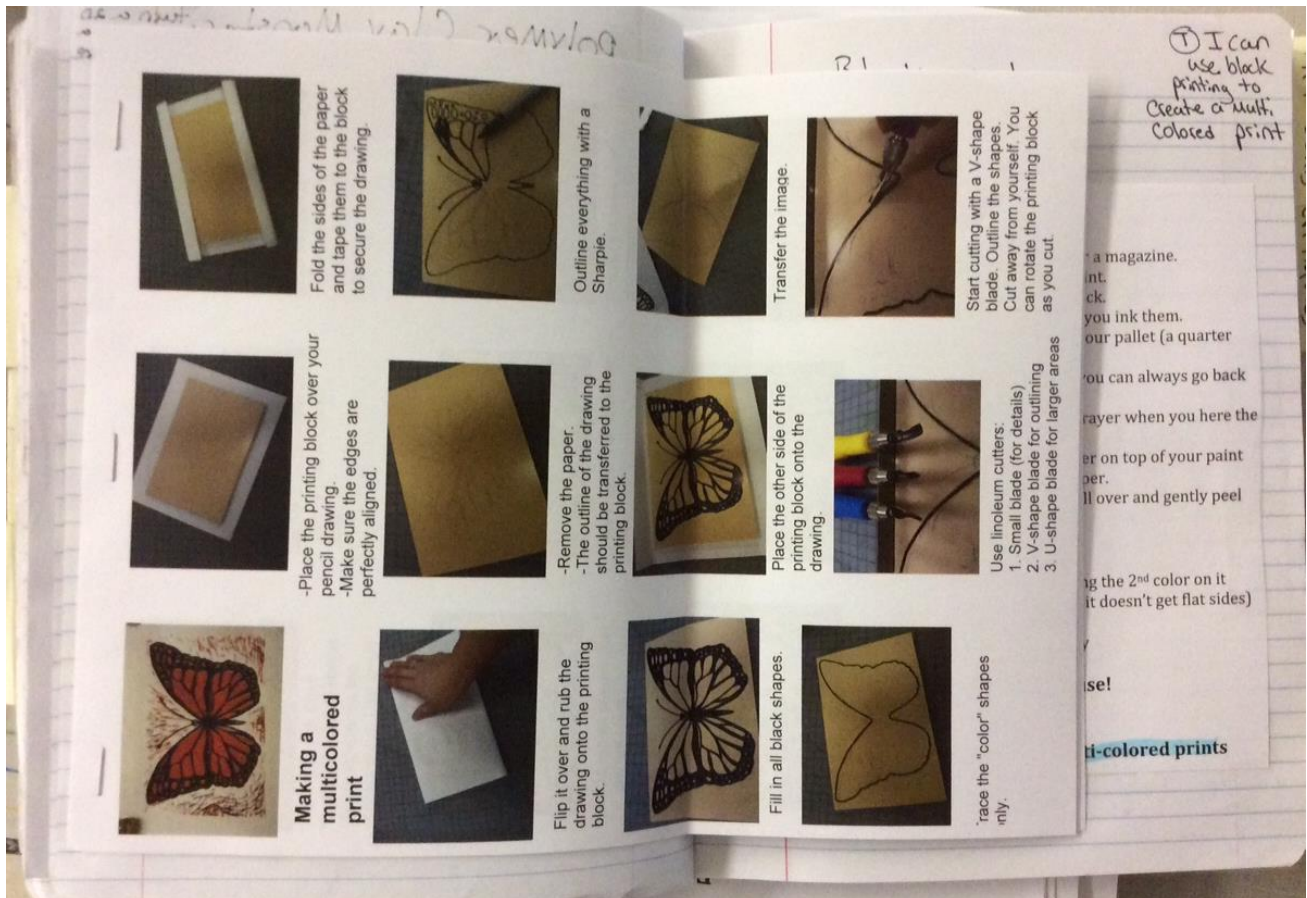 Making a
multicolored
print
-Place the printing block over your
pencil drawing.
-Make sure the edges are
perfectly aligned.
Fold the sides of the paper
and tape them to the block
to secure the drawing.
Flip it over and rub the
drawing onto the printing
block.
-Remove the paper.
-The outline of the drawing
should be transferred to the
printing block.
Outline everything with a
Sharpie.
Fill in all black shapes.
Place the other side of the
printing block onto the
drawing.
Transfer the image.
race the "color" shapes
nly.
Use linoleum cutters:
1. Small blade (for details)
2. V-shape blade for outlining
3. U-shape blade for larger areas
Start cutting with a V-shape
blade. Outline the shapes.
Cut away from yourself. You
can rotate the printing block
as you cut.
T I can
use block
printing to
Create a Multi
Colored print
a magazine.
int.
ck.
you ink them.
our pallet (a quarter
ou can always go back
rayer when you here the
er on top of your paint
per.
ll over and gently peel
ng the 2nd color on it
it doesn't get flat sides)
y
use!
ti-colored prints